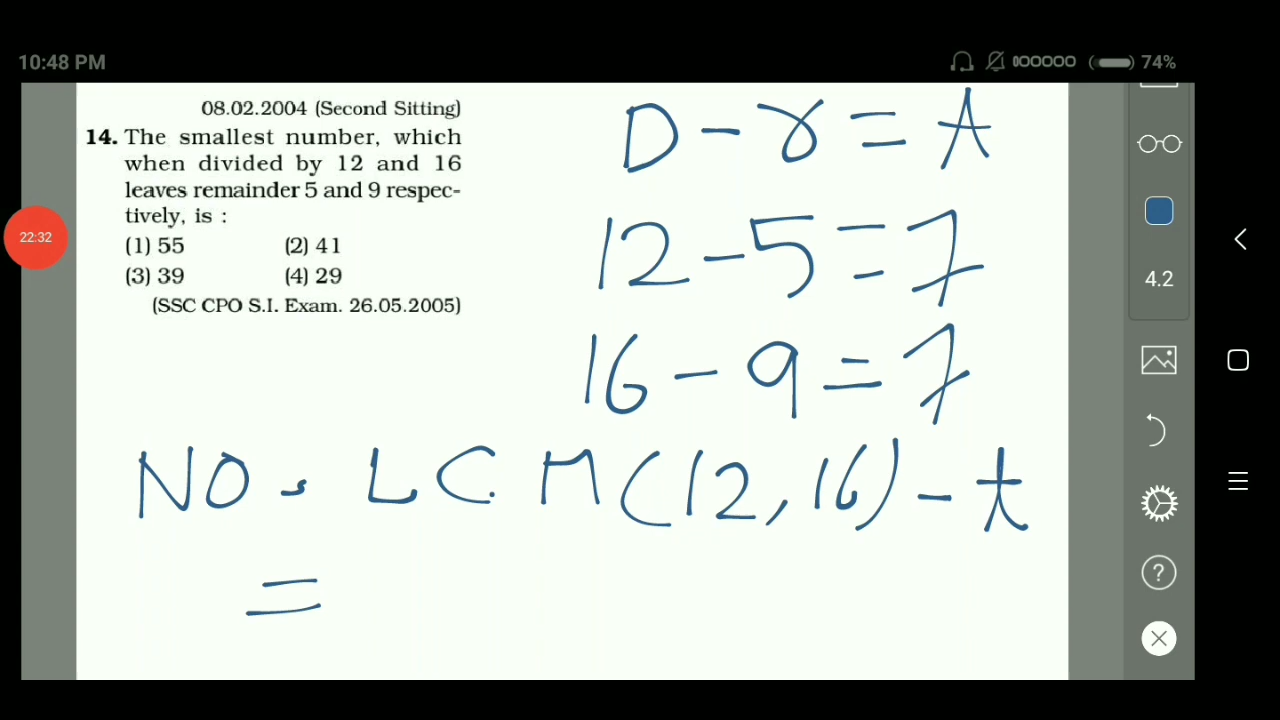 10:48 PM
74%
08.02.2004 (Second Sitting)
14. The smallest number, which
when divided by 12 and 16
leaves remainder 5 and 9 respec-
tively, is :
(1) 55 (2) 41
(3) 39 (4) 29
(SSC CPO S.I. Exam. 26.05.2005)
22:32
D - r = A
12 - 5 = 7
16 - 9 = 7
NO. LCM (12, 16) - t
=
4.2
?